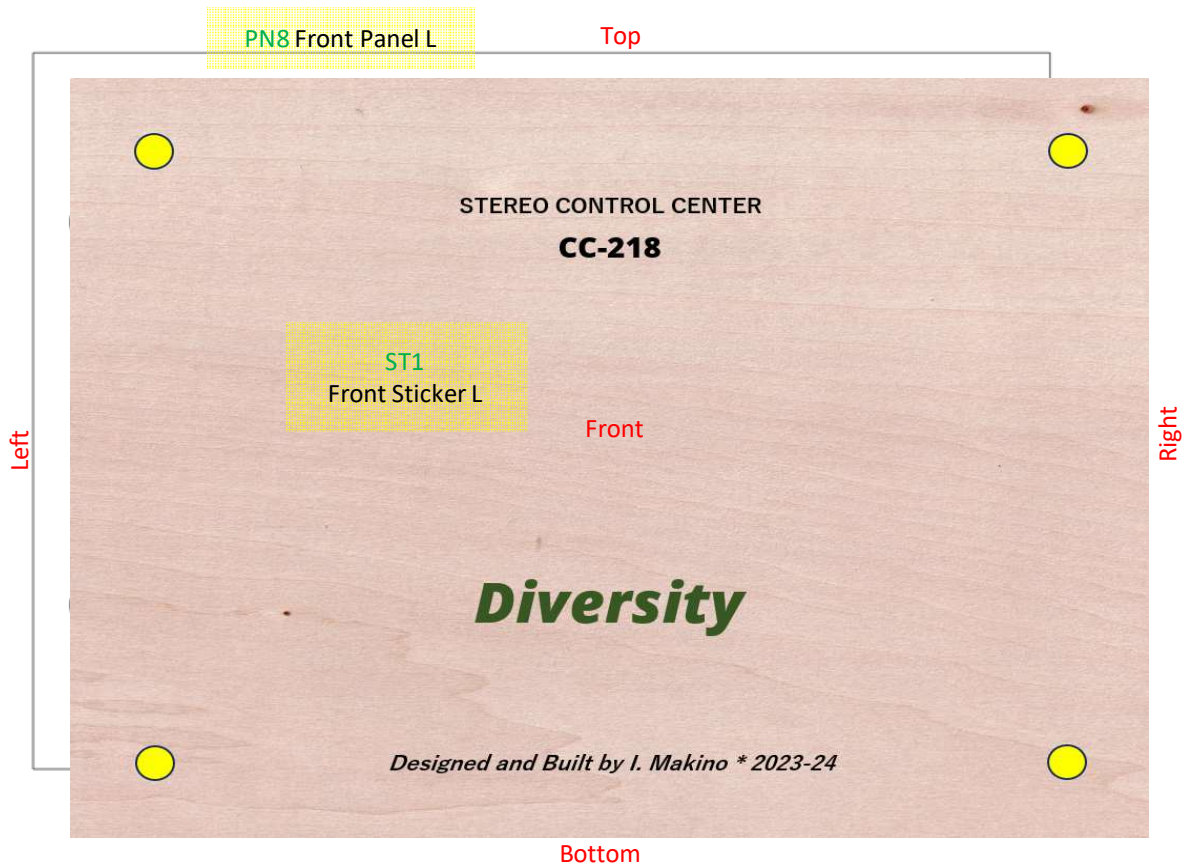 PN8 Front Panel L
Top
STEREO CONTROL CENTER
CC-218
ST1
Front Sticker L
Front
Left
Right
Diversity
Designed and Built by I. Makino * 2023-24
Bottom